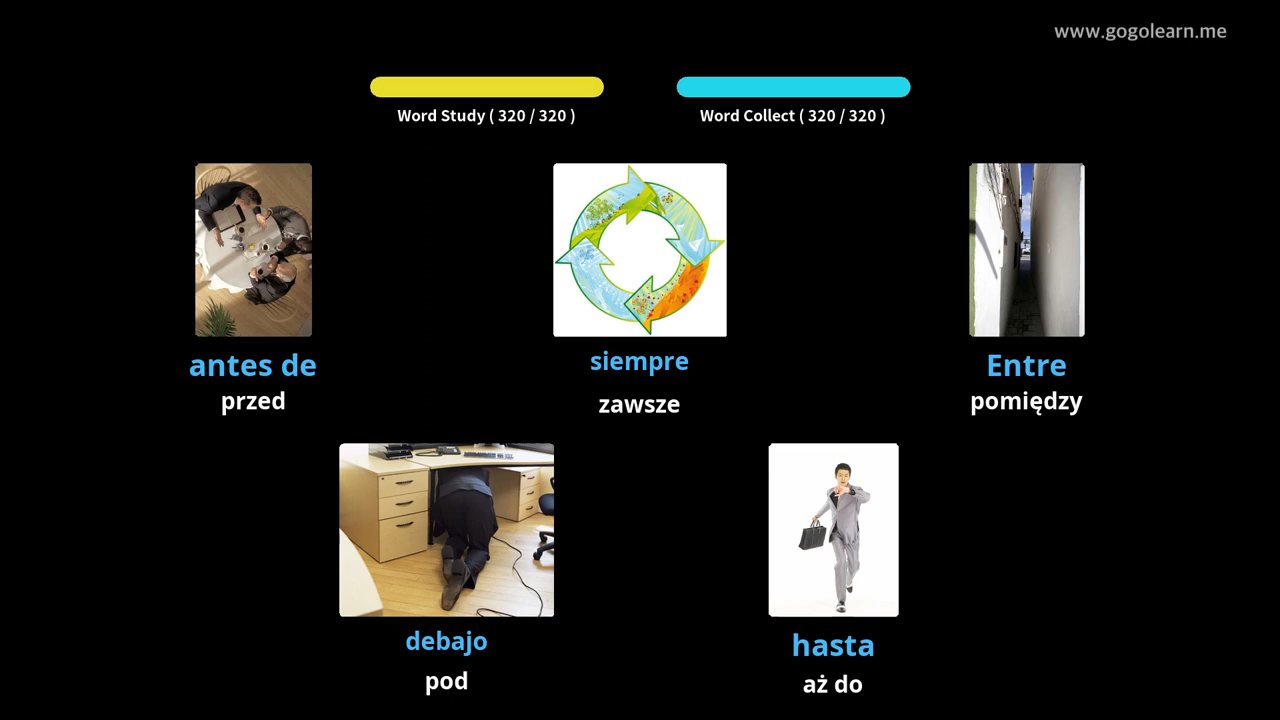 www.gogolearn.me
Word Study ( 320 / 320 )
Word Collect ( 320 / 320 )
antes de
przed
siempre
zawsze
Entre
pomiędzy
debajo
pod
hasta
aż do